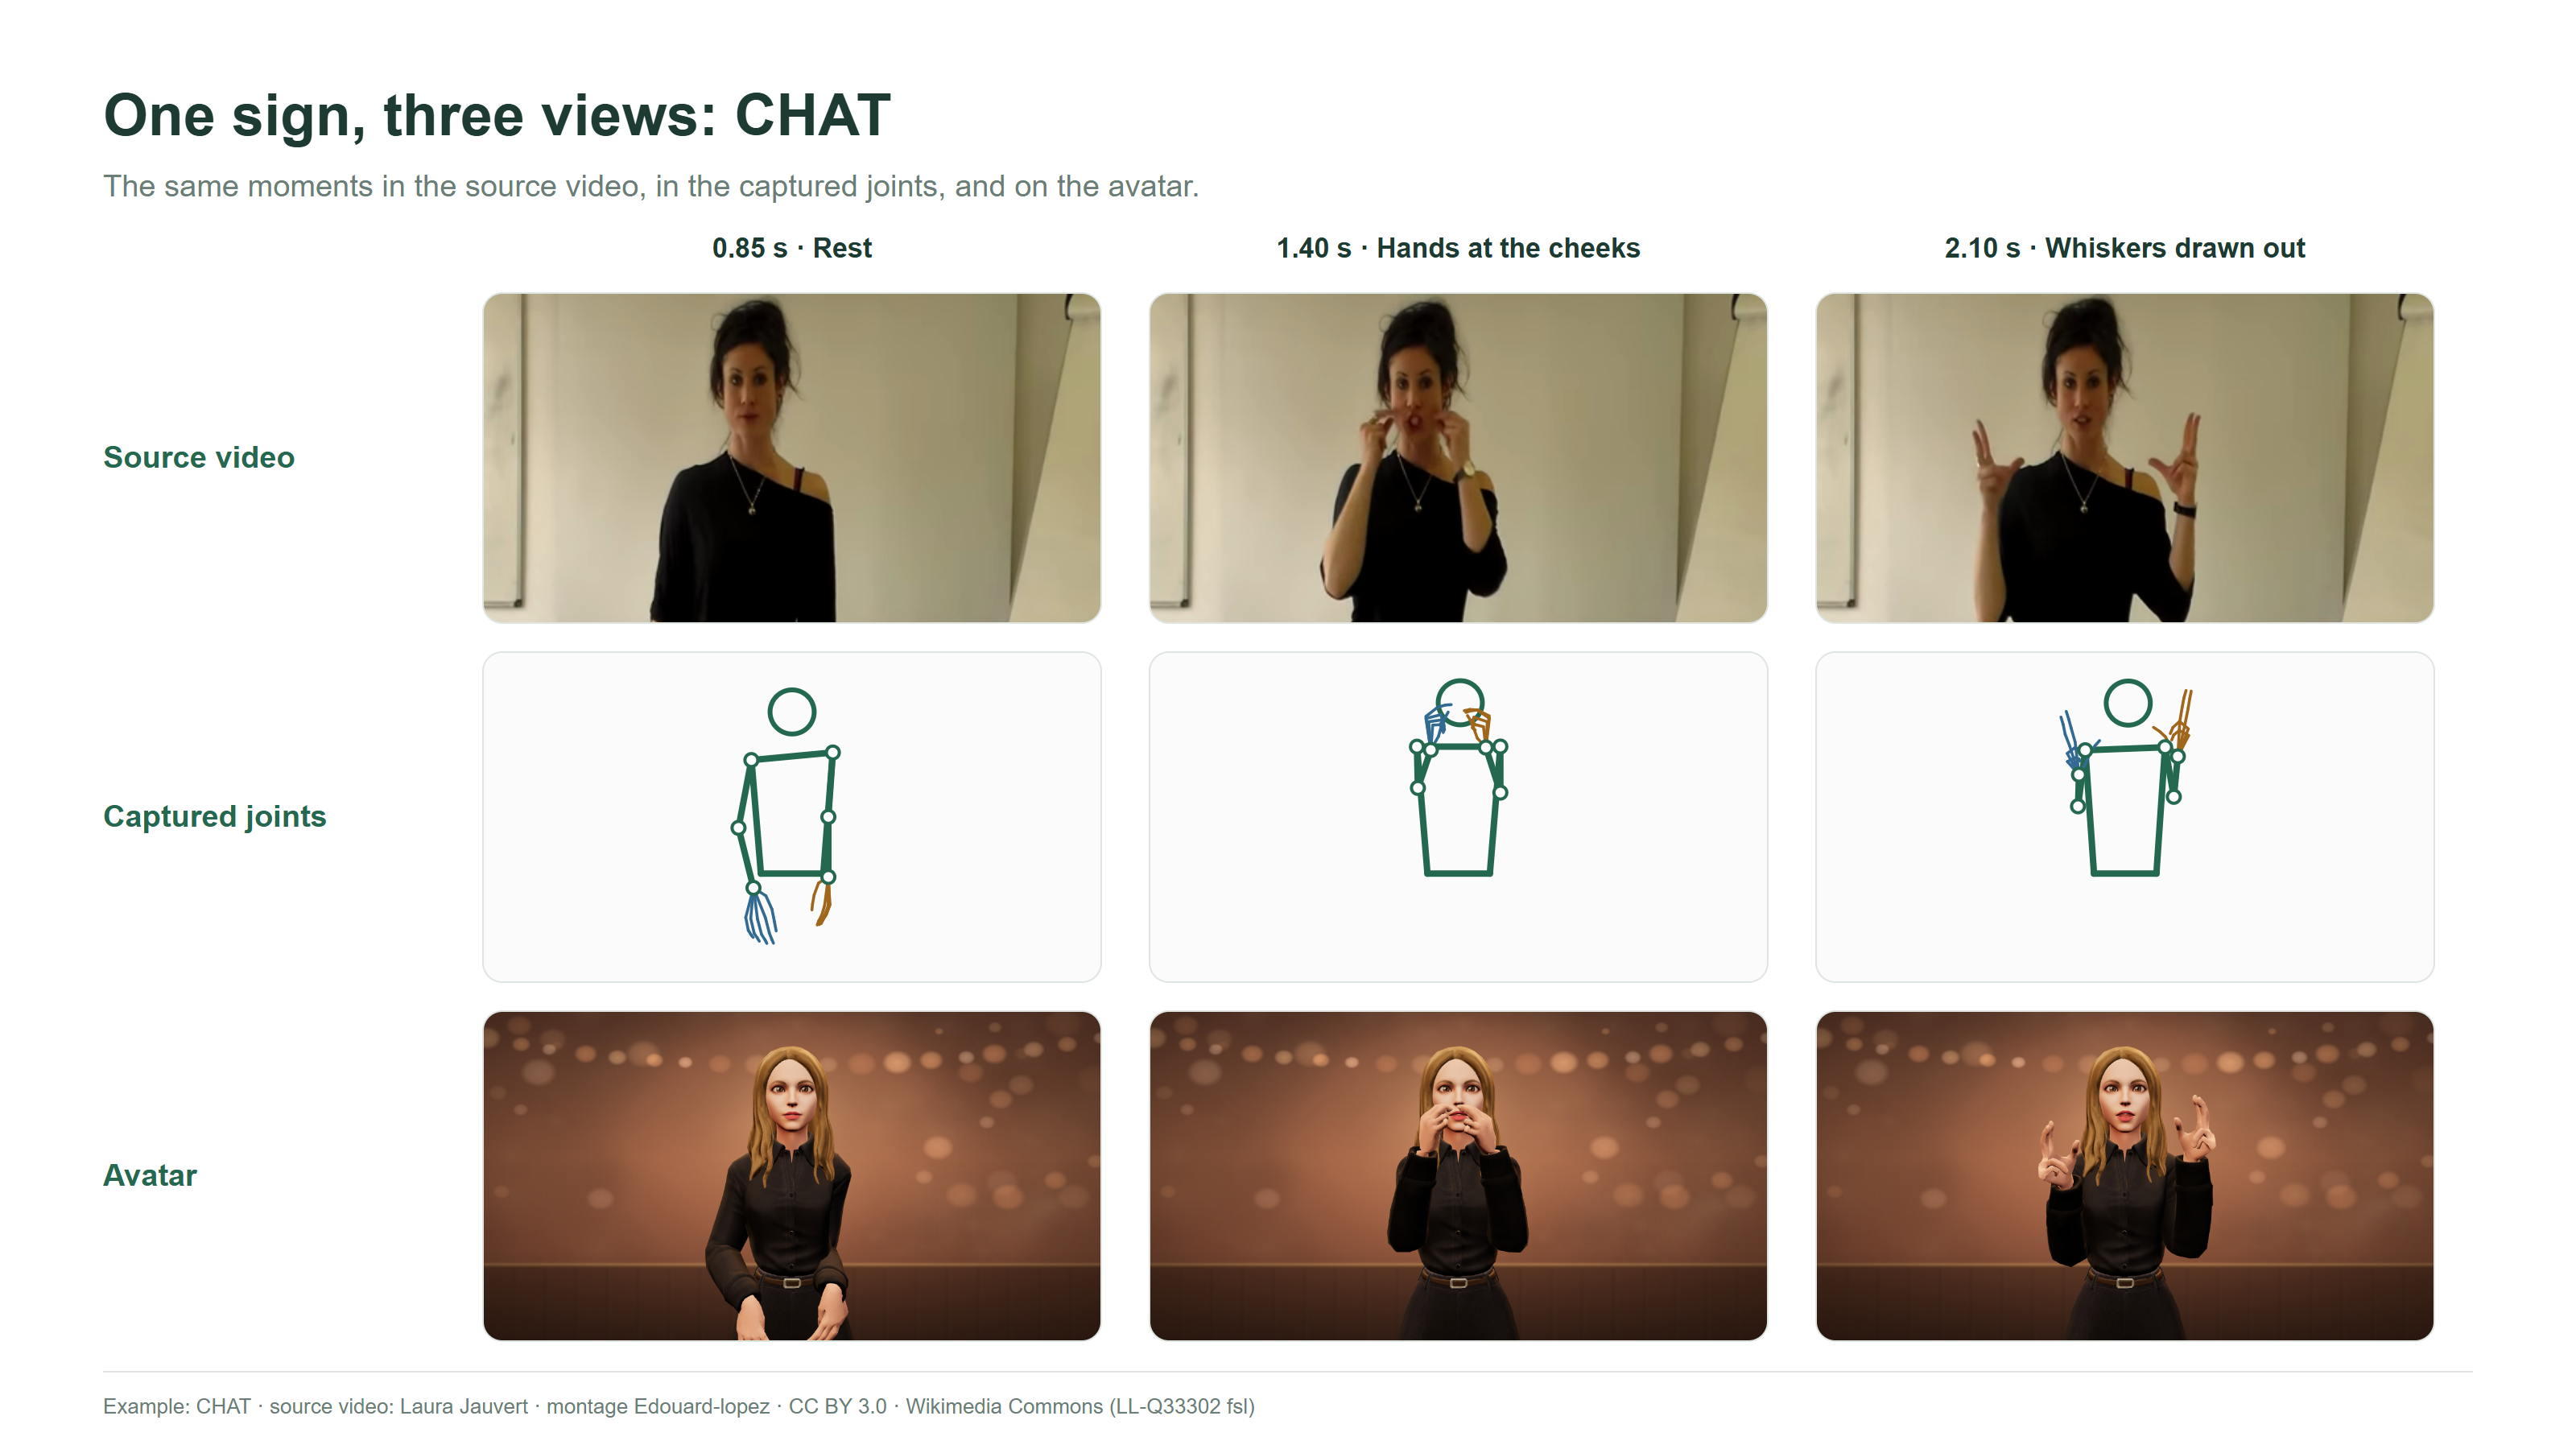 One sign, three views: CHAT
The same moments in the source video, in the captured joints, and on the avatar.
0.85 s · Rest
1.40 s · Hands at the cheeks
2.10 s · Whiskers drawn out
Source video
Captured joints
Avatar
Example: CHAT · source video: Laura Jauvert · montage Edouard-lopez · CC BY 3.0 · Wikimedia Commons (LL-Q33302 fsl)